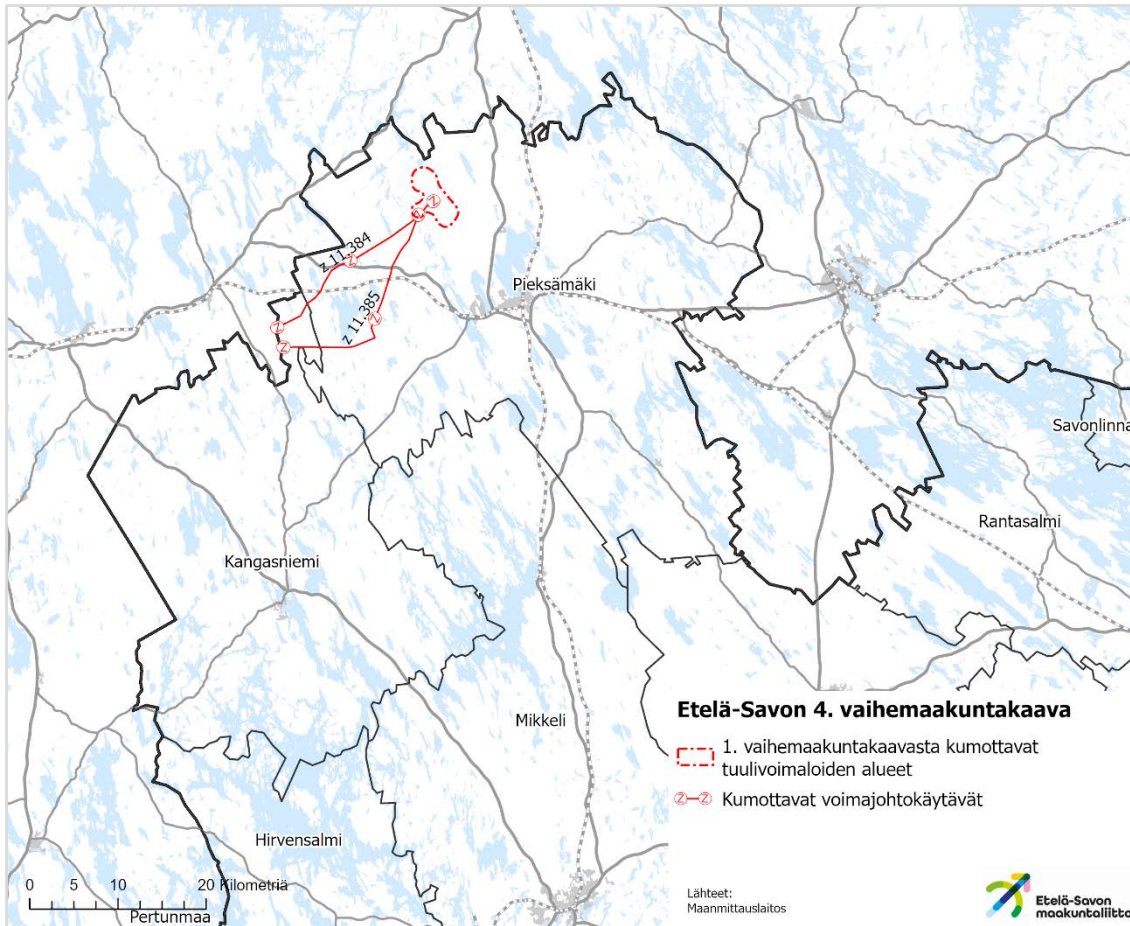 z 11.384
z 11.385
Pieksämäki
Savonlinna
Rantasalmi
Kangasniemi
Mikkeli
Hirvensalmi
0 5 10 20 Kilometriä
Pertunmaa
Etelä-Savon 4. vaihemaakuntakaava
1. vaihemaakuntakaavasta kumottavat
tuulivoimaloiden alueet
Z Z Kumottavat voimajohtokäytävät
Lähteet:
Maanmittauslaitos
Etelä-Savon
maakuntaliitto